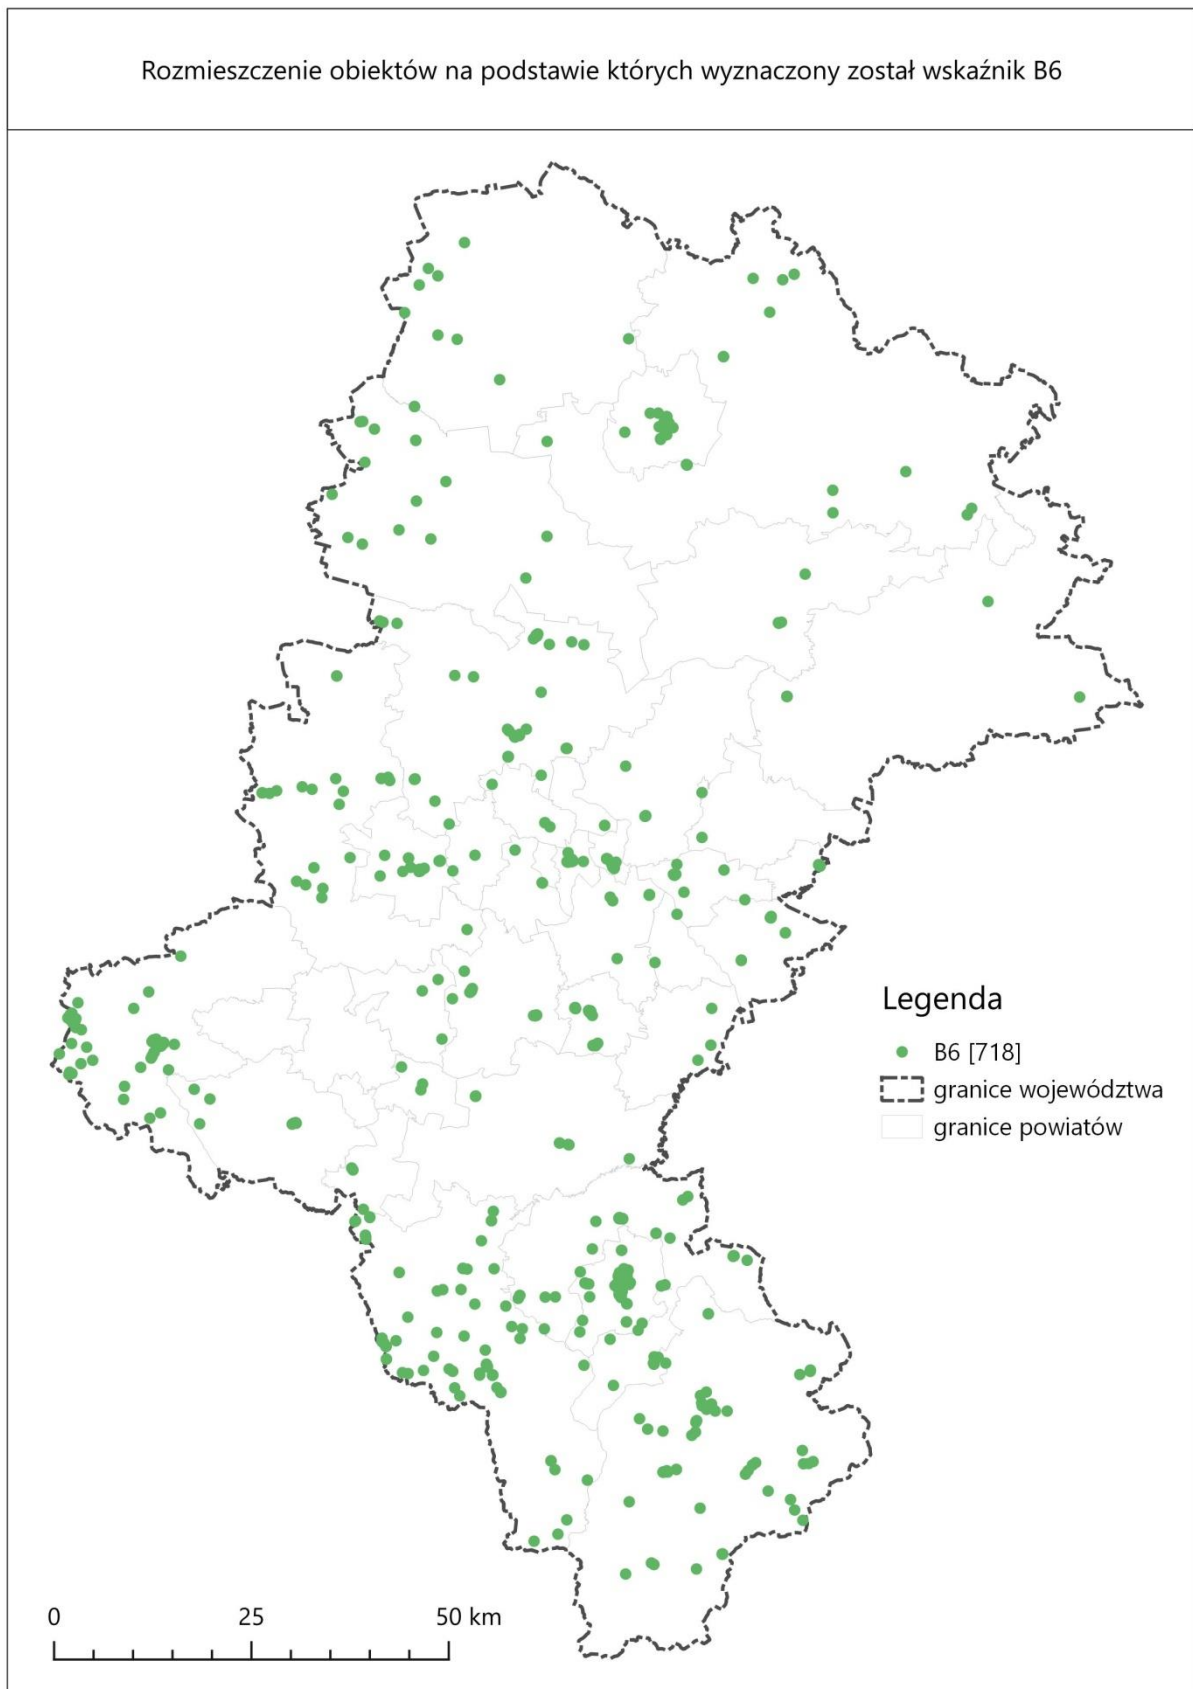 Rozmieszczenie obiektów na podstawie których wyznaczony został wskaźnik B6
Legenda
B6 [718]
granice województwa
granice powiatów
0 25 50 km